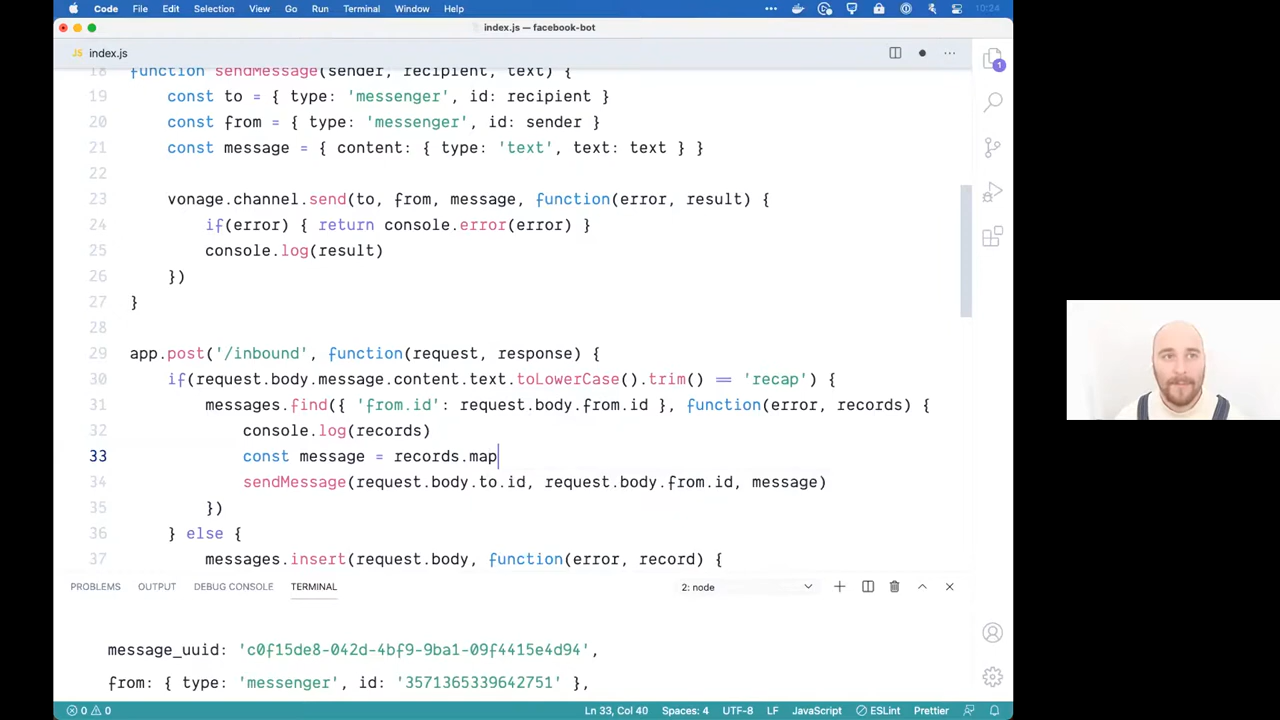 Code File Edit Selection View Go Run Terminal Window Help 10:24
index.js — facebook-bot
JS index.js
18 function sendMessage(sender, recipient, text) {
19 const to = { type: 'messenger', id: recipient }
20 const from = { type: 'messenger', id: sender }
21 const message = { content: { type: 'text', text: text } }
22
23 vonage.channel.send(to, from, message, function(error, result) {
24 if(error) { return console.error(error) }
25 console.log(result)
26 })
27 }
28
29 app.post('/inbound', function(request, response) {
30 if(request.body.message.content.text.toLowerCase().trim() == 'recap') {
31 messages.find({ 'from.id': request.body.from.id }, function(error, records) {
32 console.log(records)
33 const message = records.map
34 sendMessage(request.body.to.id, request.body.from.id, message)
35 })
36 } else {
37 messages.insert(request.body, function(error, record) {
1
PROBLEMS OUTPUT DEBUG CONSOLE TERMINAL 2: node
message_uuid: 'c0f15de8-042d-4bf9-9ba1-09f4415e4d94',
from: { type: 'messenger', id: '3571365339642751' },
0 0 Ln 33, Col 40 Spaces: 4 UTF-8 LF JavaScript ESLint Prettier